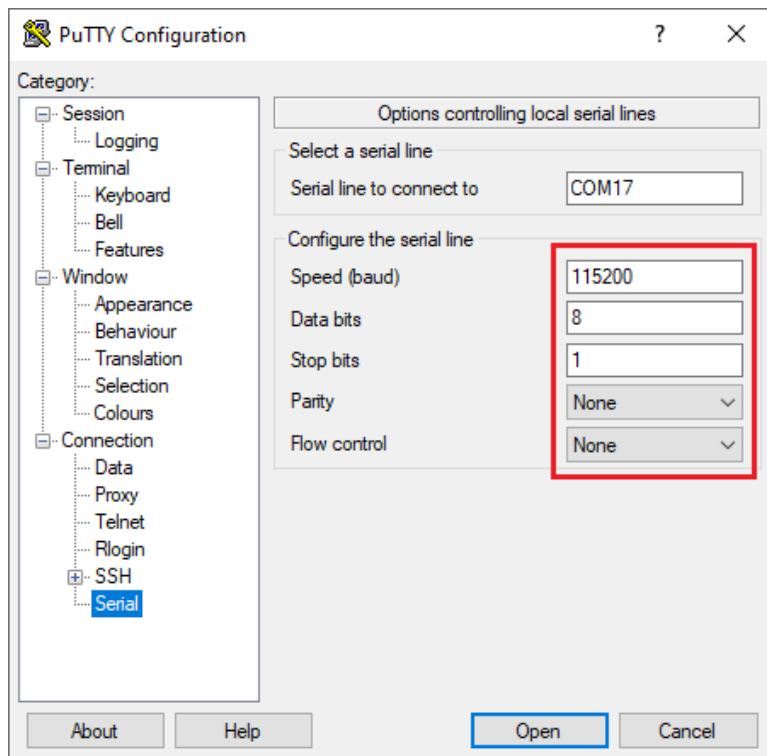 PuTTY Configuration
?
Category:
Session
Logging
Terminal
Keyboard
Bell
Features
Window
Appearance
Behaviour
Translation
Selection
Colours
Connection
Data
Proxy
Telnet
Rlogin
SSH
Serial
Options controlling local serial lines
Select a serial line
Serial line to connect to COM17
Configure the serial line
Speed (baud) 115200
Data bits 8
Stop bits 1
Parity None
Flow control None
About Help Open Cancel